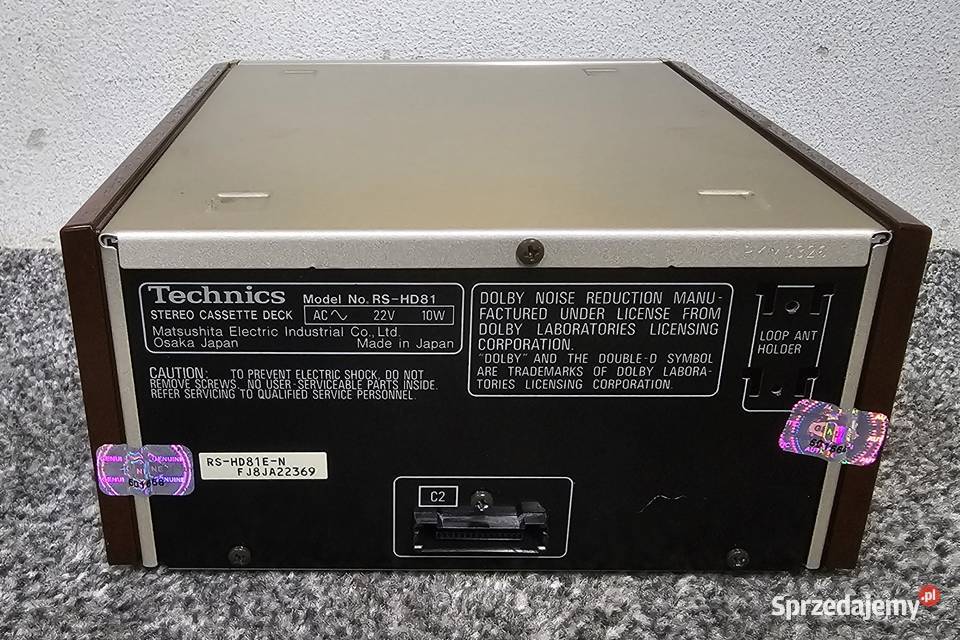 Technics Model No. RS-HD81
STEREO CASSETTE DECK AC 22V 10W
Matsushita Electric Industrial Co., Ltd.
Osaka Japan Made in Japan
CAUTION: TO PREVENT ELECTRIC SHOCK, DO NOT
REMOVE SCREWS. NO USER-SERVICEABLE PARTS INSIDE.
REFER SERVICING TO QUALIFIED SERVICE PERSONNEL.
DOLBY NOISE REDUCTION MANU-
FACTURED UNDER LICENSE FROM
DOLBY LABORATORIES LICENSING
CORPORATION.
"DOLBY" AND THE DOUBLE-D SYMBOL
ARE TRADEMARKS OF DOLBY LABORA-
TORIES LICENSING CORPORATION.
LOOP ANT
HOLDER
RS-HD81E-N
FJ8JA22369
C2
Sprzedajemy.pl